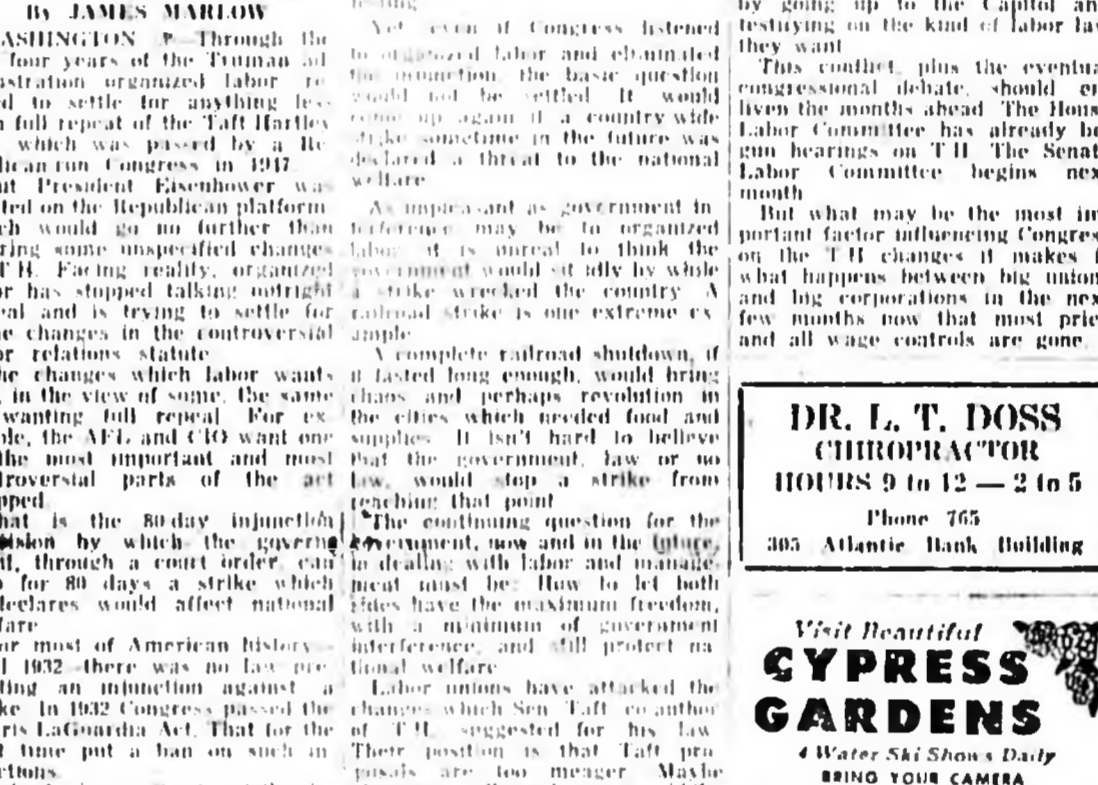 By JAMES MARLOW
ASHINGTON Through the
four years of the Truman ad
istration organized labor re
d to settle for anything less
full repeat of the Taft Hartley
which was passed by a Re
lican run Congress in 1947
ut President Eisenhower was
ted on the Republican platform
ch would go no further than
ring some unspecified changes
T H. Facing reality, organized
or has stopped talking outright
eal and is trying to settle for
e changes in the controversial
or relations statute
he changes which labor wants
, in the view of some, the same
wanting full repeal. For ex
ple, the AFL and CIO want one
the most important and most
troversial parts of the act
pped.
hat is the 80-day injunction
vision by which the govern
t, through a court order, can
for 80 days a strike which
declares would affect national
fare
or most of American history
l 1932 there was no law pre
ting an injunction against a
ke In 1932 Congress passed the
rris LaGuardia Act. That for the
t time put a ban on such in
ctions
Yet even if Congress listened
to organized labor and eliminated
the injunction, the basic question
would not be settled It would
come up again if a country wide
strike sometime in the future was
declared a threat to the national
welfare
As unpleasant as government in
terference may be to organized
labor it is unreal to think the
government would sit idly by while
a strike wrecked the country A
railroad strike is one extreme ex
ample
A complete railroad shutdown, if
it lasted long enough, would bring
chaos and perhaps revolution in
the cities which needed food and
supplies. It isn't hard to believe
that the government, law or no
law, would stop a strike from
reaching that point
The continuing question for the
government, now and in the future,
in dealing with labor and manage-
ment must be: How to let both
sides have the maximum freedom,
with a minimum of government
interference, and still protect na
tional welfare
Labor unions have attacked the
changes which Sen Taft co-author
of T H, suggested for his law
Their position is that Taft pro
posals are too meager Maybe
by going up to the Capitol an
testifying on the kind of labor law
they want
This conflict, plus the eventua
congressional debate, should en
liven the months ahead The Hous
Labor Committee has already be
gun hearings on T H The Senat
Labor Committee begins nex
month
But what may be the most im
portant factor influencing Congres
on the T H changes it makes i
what happens between big union
and big corporations in the nex
few months now that most pric
and all wage controls are gone.
DR. L. T. DOSS
CHIROPRACTOR
HOURS 9 to 12 — 2 to 5
Phone 765
305 Atlantic Bank Building
Visit Beautiful
CYPRESS
GARDENS
4 Water Ski Shows Daily
BRING YOUR CAMERA